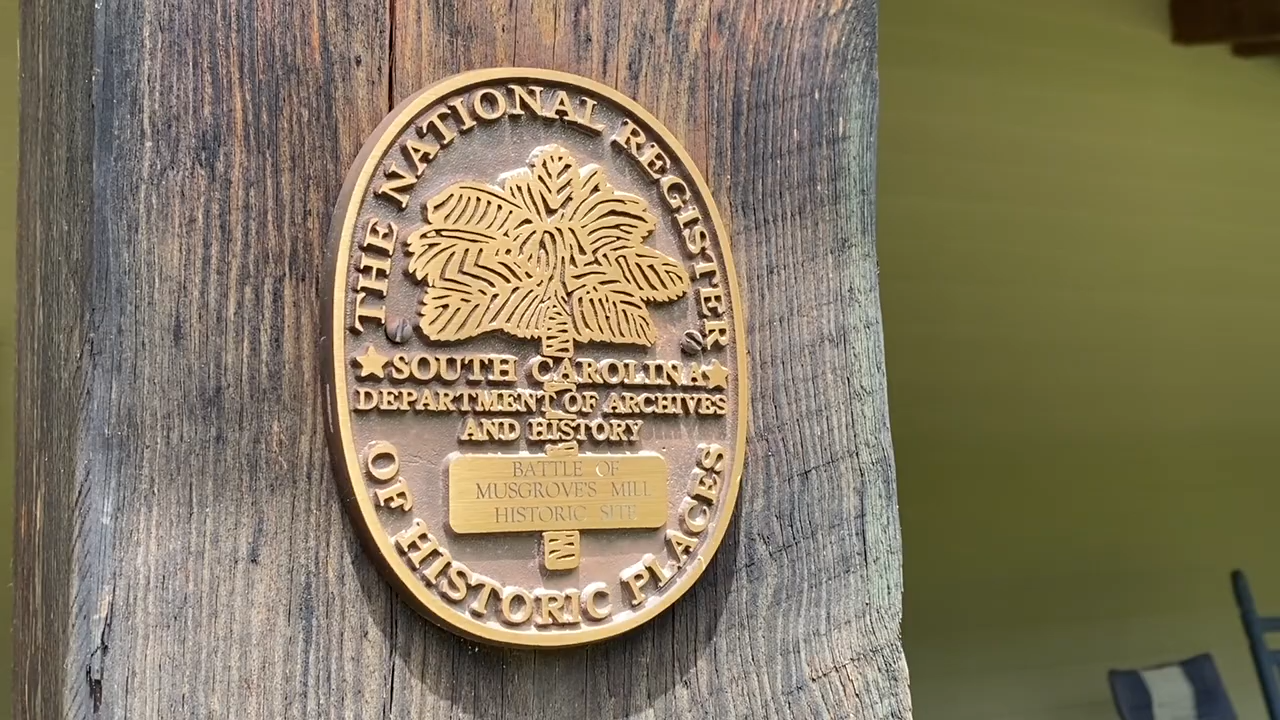 THE NATIONAL REGISTER
SOUTH CAROLINA
DEPARTMENT OF ARCHIVES
AND HISTORY
BATTLE OF
MUSGROVE'S MILL
HISTORIC SITE
OF HISTORIC PLACES